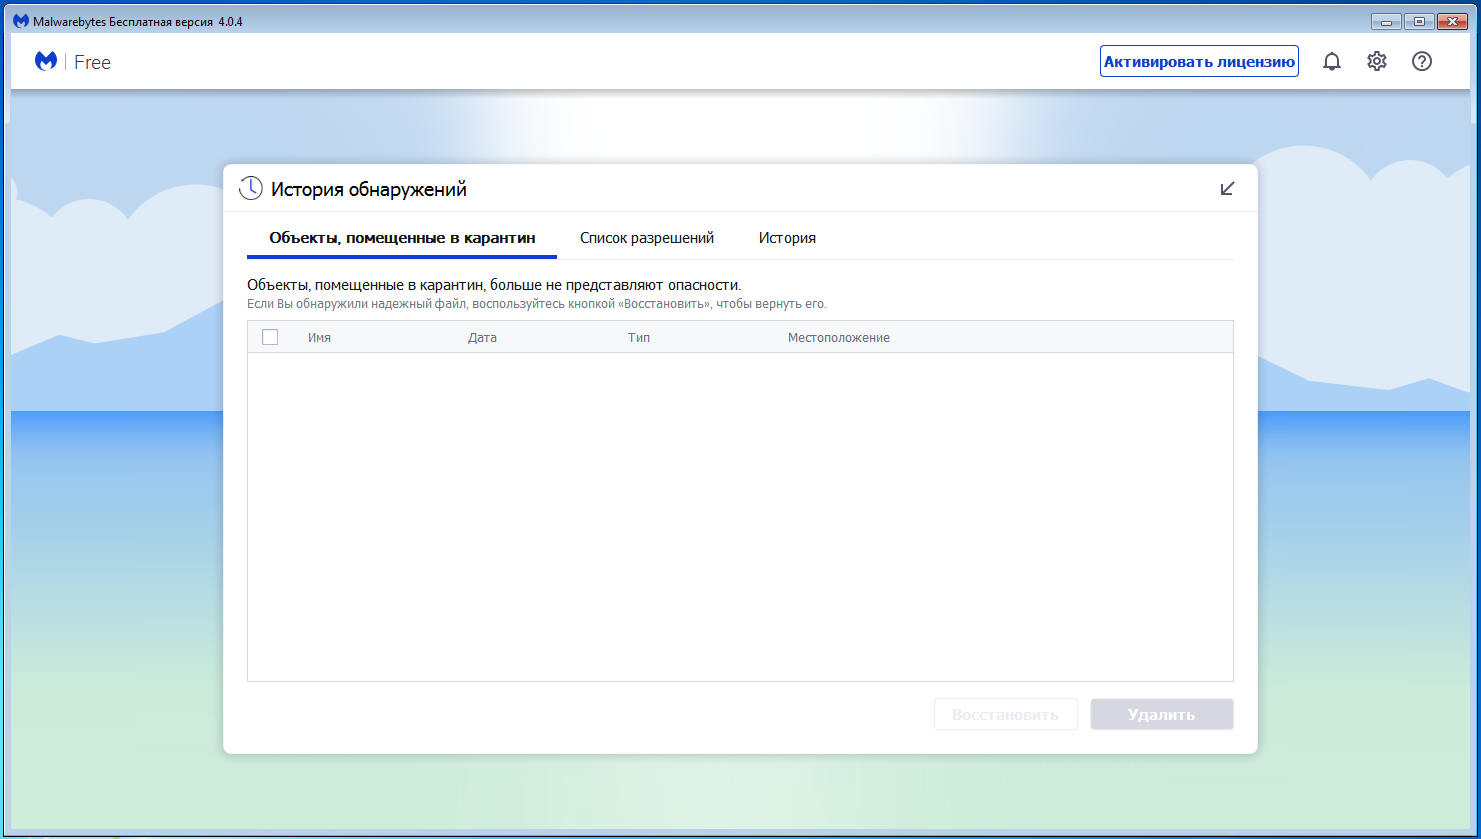 Malwarebytes Бесплатная версия 4.0.4
Free
Активировать лицензию
История обнаружений
Объекты, помещенные в карантин Список разрешений История
Объекты, помещенные в карантин, больше не представляют опасности.
Если Вы обнаружили надежный файл, воспользуйтесь кнопкой «Восстановить», чтобы вернуть его.
Имя Дата Тип Местоположение
Восстановить Удалить